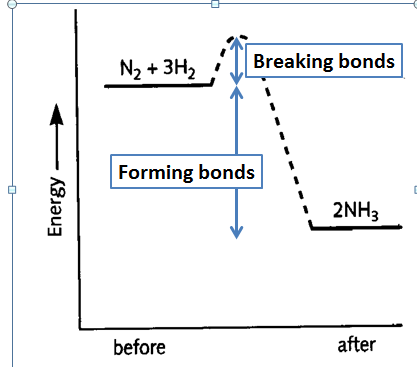 N₂ + 3H₂
Breaking bonds
Forming bonds
Energy
2NH₃
before
after